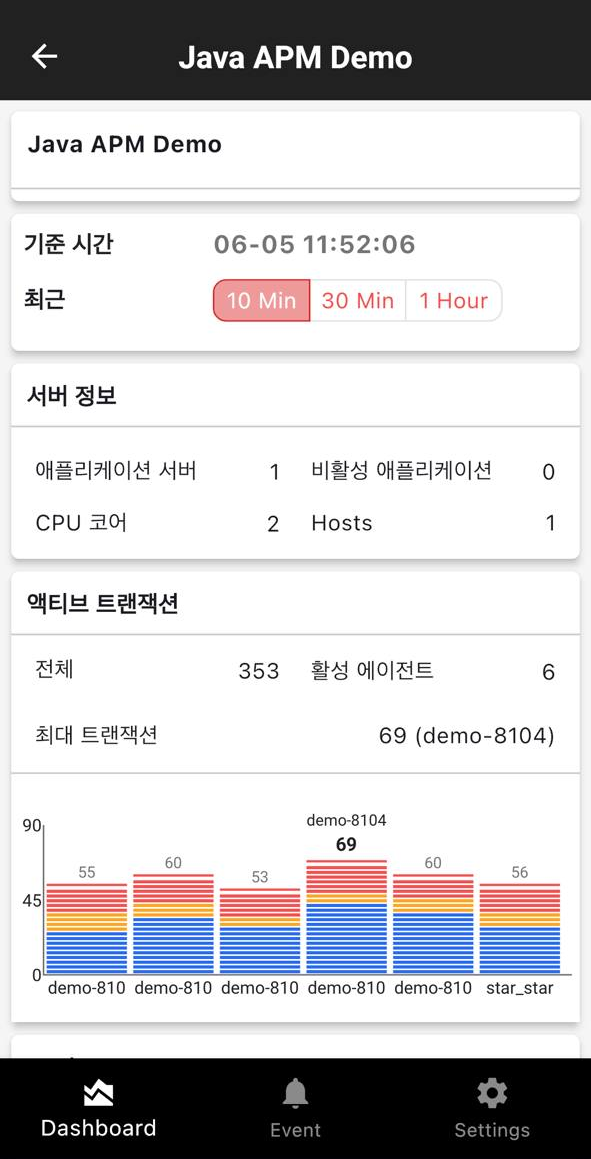 Java APM Demo
Java APM Demo
기준 시간 06-05 11:52:06
최근 10 Min 30 Min 1 Hour
서버 정보
애플리케이션 서버 1 비활성 애플리케이션 0
CPU 코어 2 Hosts 1
액티브 트랜잭션
전체 353 활성 에이전트 6
최대 트랜잭션 69 (demo-8104)
demo-8104
90
55 60 53 69 60 56
45
0
demo-810 demo-810 demo-810 demo-810 demo-810 star_star
Dashboard Event Settings